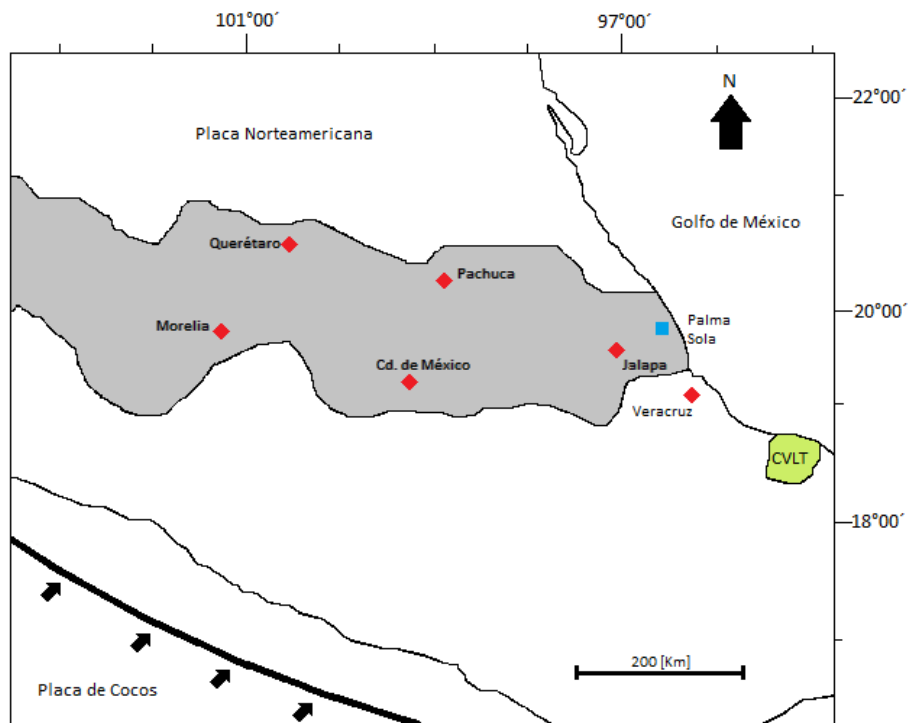 101°00´
97°00´
22°00´
N
Placa Norteamericana
Golfo de México
Querétaro
Pachuca
20°00´
Palma
Sola
Morelia
Cd. de México
Jalapa
Veracruz
CVLT
18°00´
200 [Km]
Placa de Cocos